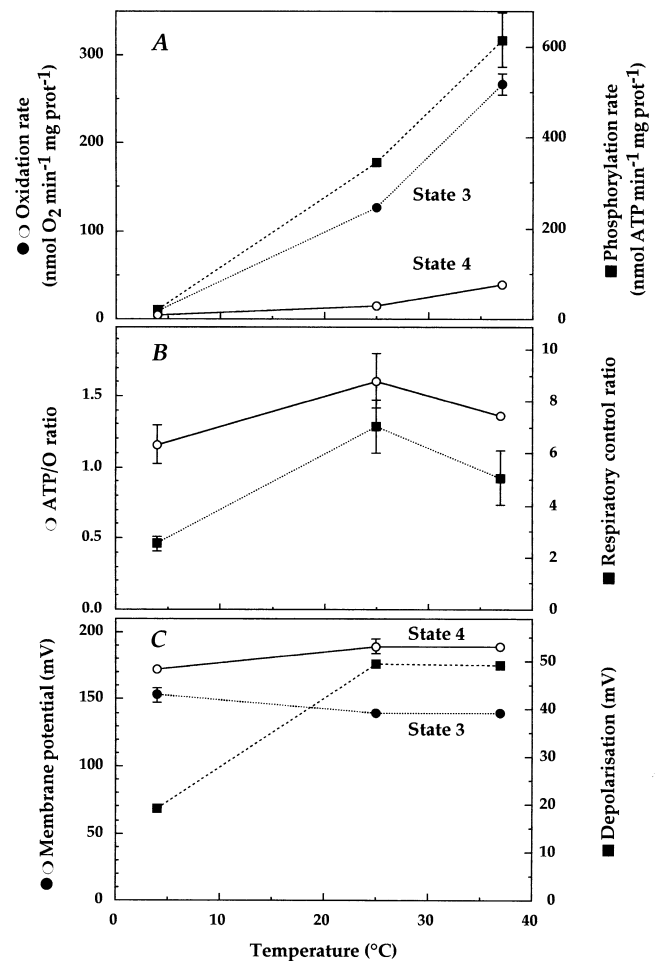 A
●○ Oxidation rate
(nmol O2 min-1 mg prot-1)
300
200
100
0
State 3
State 4
600
400
200
0
■ Phosphorylation rate
(nmol ATP min-1 mg prot-1)
B
○ ATP/O ratio
1.5
1.0
0.5
0.0
10
8
6
4
2
0
■ Respiratory control ratio
C
●○ Membrane potential (mV)
200
150
100
50
0
State 4
State 3
50
40
30
20
10
0
■ Depolarisation (mV)
0 10 20 30 40
Temperature (°C)